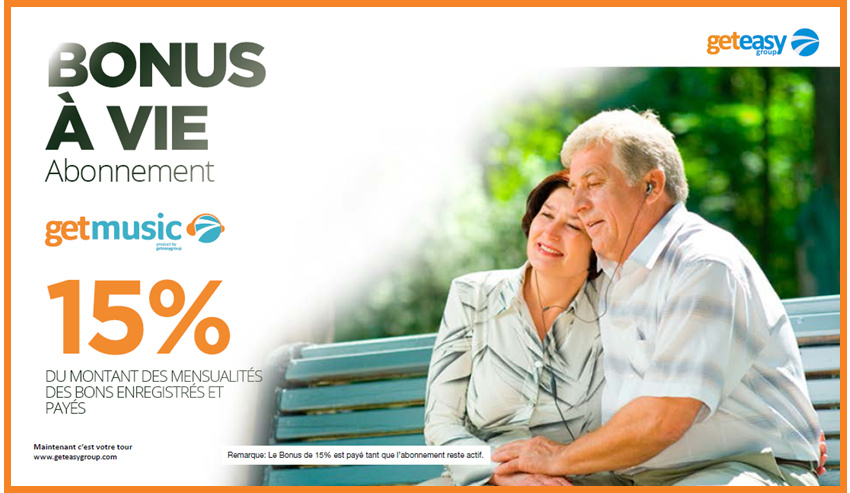 BONUS
À VIE
Abonnement
geteasy
group
getmusic
product by
geteasygroup
15%
DU MONTANT DES MENSUALITÉS
DES BONS ENREGISTRÉS ET
PAYÉS
Maintenant c'est votre tour
www.geteasygroup.com
Remarque: Le Bonus de 15% est payé tant que l'abonnement reste actif.